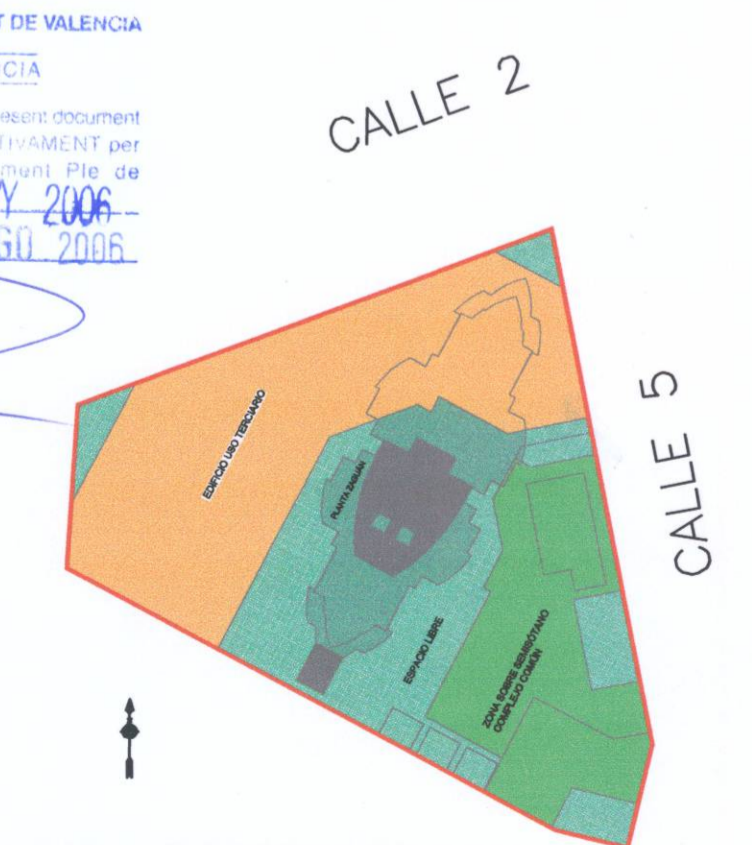 T DE VALENCIA
CIA
esent document
TIVAMENT per
ment Ple de
Y 2006
GO 2006
CALLE 2
CALLE 5
EDIFICIO USO TERCIARIO
PLANTA ZAGUAN
ESPACIO LIBRE
ZONA SOBRE SEMISÓTANO
COMPLEJO COMÚN